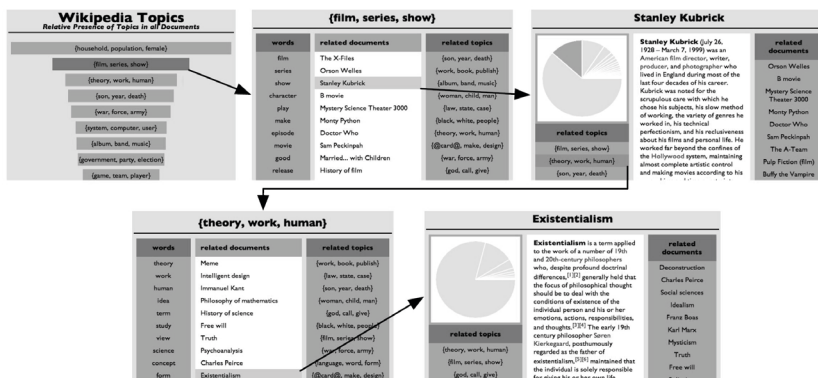 Wikipedia Topics
Relative Presence of Topics in all Documents
{household, population, female}
{film, series, show}
{theory, work, human}
{son, year, death}
{war, force, army}
{system, computer, user}
{album, band, music}
{government, party, election}
{game, team, player}
{film, series, show}
words related documents related topics
film The X-Files {son, year, death}
series Orson Welles {work, book, publish}
show Stanley Kubrick {album, band, music}
character B movie {woman, child, man}
play Mystery Science Theater 3000 {law, state, case}
make Monty Python {black, white, people}
episode Doctor Who {theory, work, human}
movie Sam Peckinpah {@card@, make, design}
good Married... with Children {war, force, army}
release History of film {god, call, give}
Stanley Kubrick
related topics
{film, series, show}
{theory, work, human}
{son, year, death}
Stanley Kubrick (July 26,
1928 – March 7, 1999) was an
American film director, writer,
producer, and photographer who
lived in England during most of the
last four decades of his career.
Kubrick was noted for the
scrupulous care with which he
chose his subjects, his slow method
of working, the variety of genres he
worked in, his technical
perfectionism, and his reclusiveness
about his films and personal life. He
worked far beyond the confines of
the Hollywood system, maintaining
almost complete artistic control
and making movies according to his
related
documents
Orson Welles
B movie
Mystery Science
Theater 3000
Monty Python
Doctor Who
Sam Peckinpah
The A-Team
Pulp Fiction (film)
Buffy the Vampire
{theory, work, human}
words related documents related topics
theory Meme {work, book, publish}
work Intelligent design {law, state, case}
human Immanuel Kant {son, year, death}
idea Philosophy of mathematics {woman, child, man}
term History of science {god, call, give}
study Free will {black, white, people}
view Truth {film, series, show}
science Psychoanalysis {war, force, army}
concept Charles Peirce {language, word, form}
form Existentialism {@card@, make, design}
Existentialism
related topics
{theory, work, human}
{film, series, show}
{god, call, give}
Existentialism is a term applied
to the work of a number of 19th
and 20th-century philosophers
who, despite profound doctrinal
differences,[1][2] generally held that
the focus of philosophical thought
should be to deal with the
conditions of existence of the
individual person and his or her
emotions, actions, responsibilities,
and thoughts.[3][4] The early 19th
century philosopher Søren
Kierkegaard, posthumously
regarded as the father of
existentialism,[5][6] maintained that
the individual is solely responsible
for giving his or her own life
related
documents
Deconstruction
Charles Peirce
Social sciences
Idealism
Franz Boas
Karl Marx
Mysticism
Truth
Free will